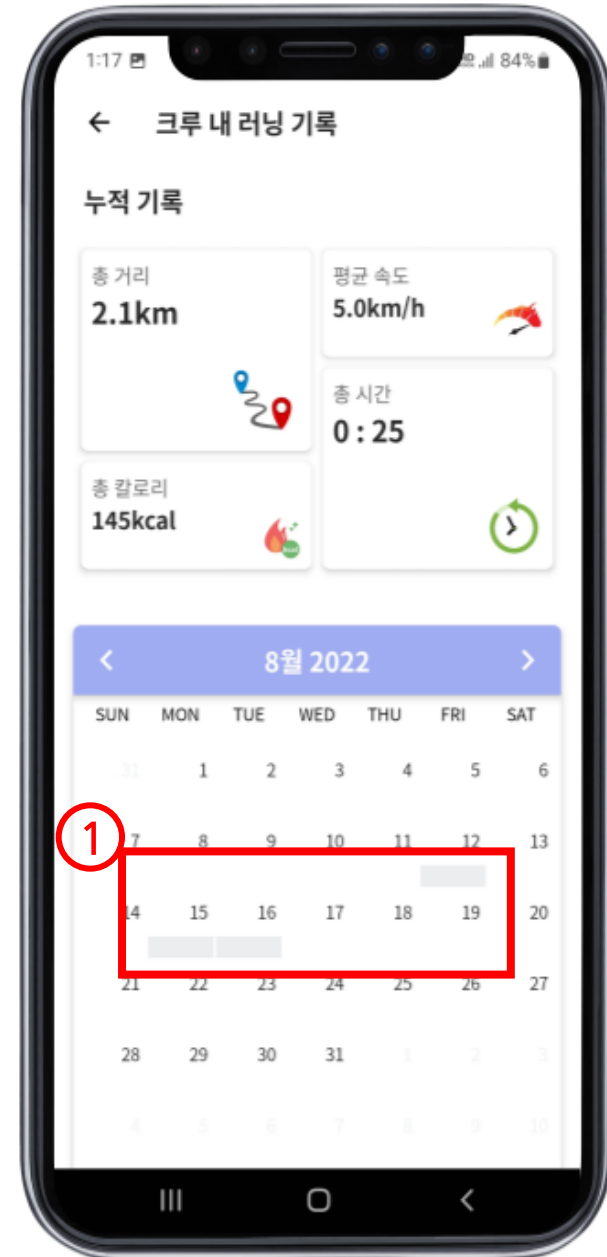 1:17 84%
← 크루 내 러닝 기록
누적 기록
총 거리
2.1km
평균 속도
5.0km/h
총 시간
0 : 25
총 칼로리
145kcal
< 8월 2022 >
SUN MON TUE WED THU FRI SAT
31 1 2 3 4 5 6
①
7 8 9 10 11 12 13
14 15 16 17 18 19 20
21 22 23 24 25 26 27
28 29 30 31 1 2 3
4 5 6 7 8 9 10